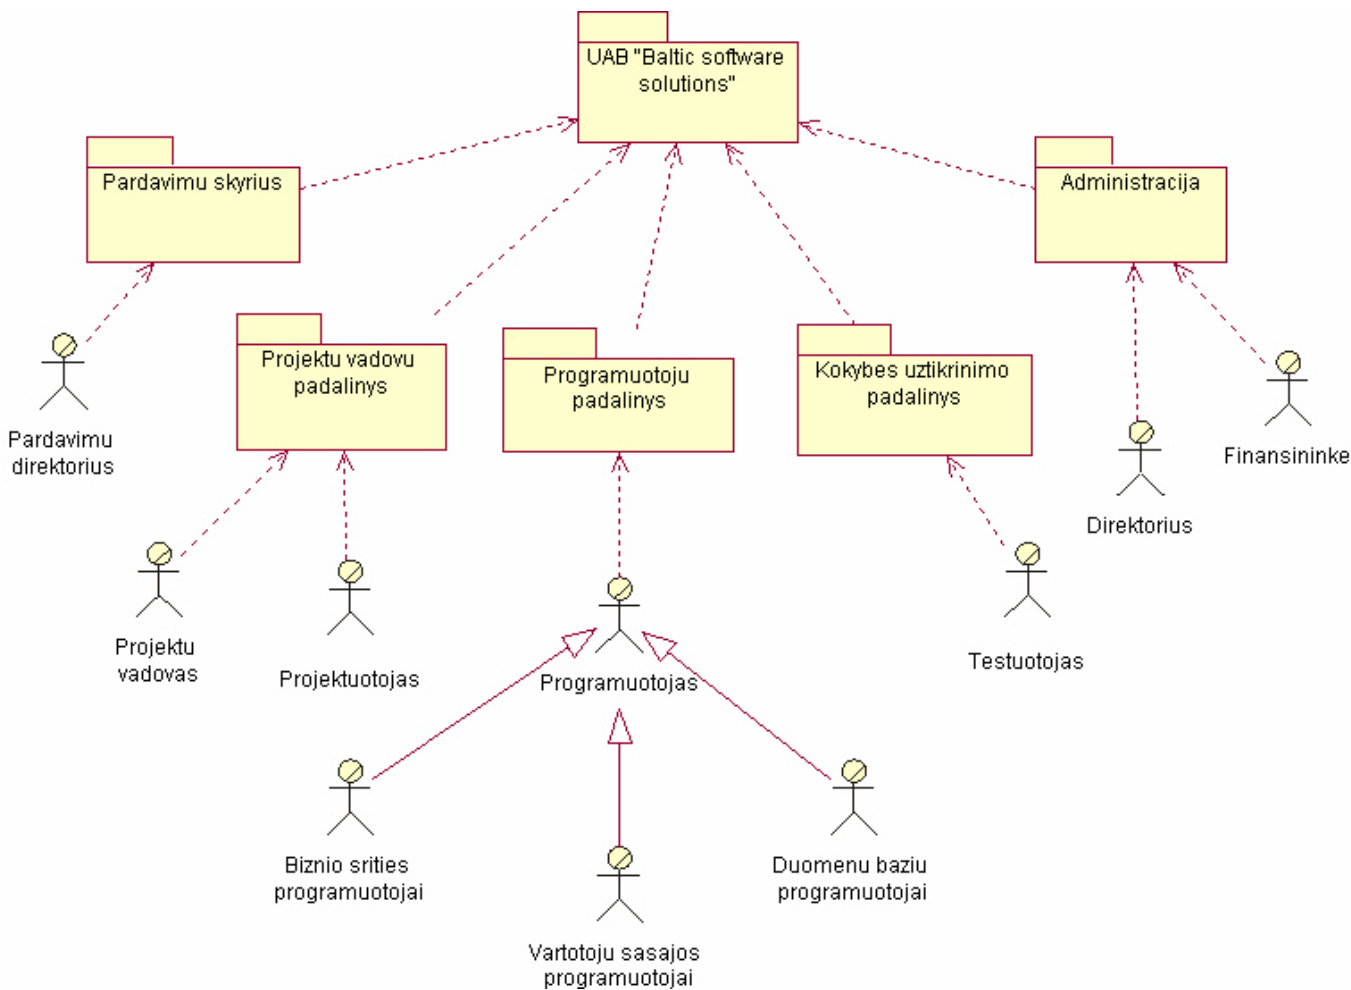 UAB "Baltic software
solutions"
Pardavimu skyrius
Administracija
Projektu vadovu
padalinys
Programuotoju
padalinys
Kokybes uztikrinimo
padalinys
Pardavimu
direktorius
Finansininke
Direktorius
Projektu
vadovas
Projektuotojas
Programuotojas
Testuotojas
Biznio srities
programuotojai
Duomenu baziu
programuotojai
Vartotoju sasajos
programuotojai